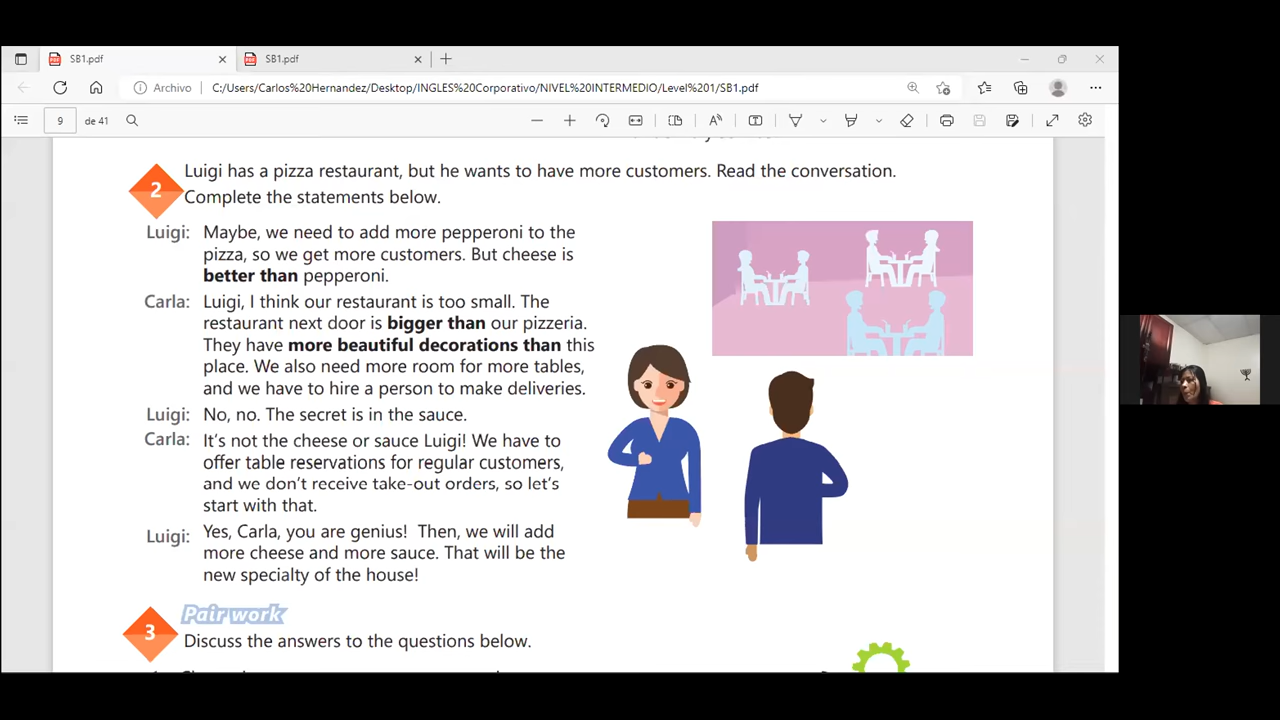 SB1.pdf
SB1.pdf
Archivo
C:/Users/Carlos%20Hernandez/Desktop/INGLES%20Corporativo/NIVEL%20INTERMEDIO/Level%201/SB1.pdf
9 de 41
2
Luigi has a pizza restaurant, but he wants to have more customers. Read the conversation.
Complete the statements below.
Luigi: Maybe, we need to add more pepperoni to the
pizza, so we get more customers. But cheese is
better than pepperoni.
Carla: Luigi, I think our restaurant is too small. The
restaurant next door is bigger than our pizzeria.
They have more beautiful decorations than this
place. We also need more room for more tables,
and we have to hire a person to make deliveries.
Luigi: No, no. The secret is in the sauce.
Carla: It’s not the cheese or sauce Luigi! We have to
offer table reservations for regular customers,
and we don’t receive take-out orders, so let’s
start with that.
Luigi: Yes, Carla, you are genius! Then, we will add
more cheese and more sauce. That will be the
new specialty of the house!
Pair work
3
Discuss the answers to the questions below.